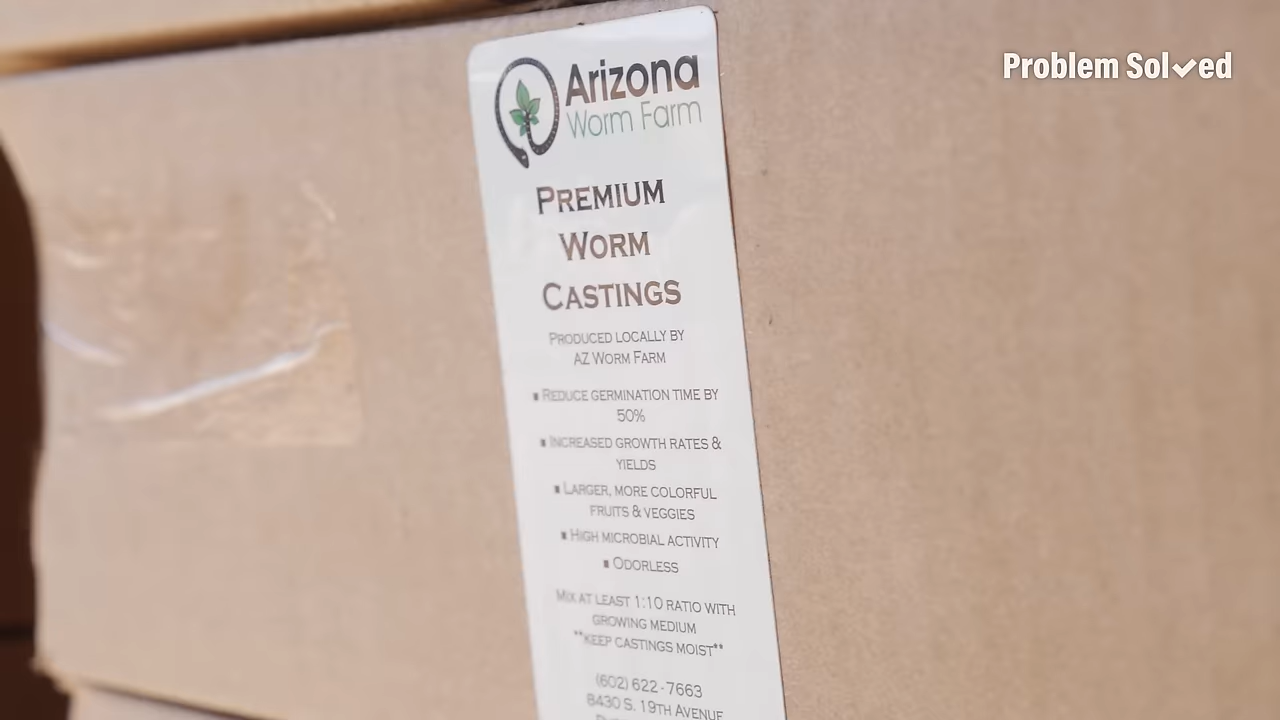 Problem Solved
Arizona
Worm Farm
PREMIUM
WORM
CASTINGS
PRODUCED LOCALLY BY
AZ WORM FARM
▪ REDUCE GERMINATION TIME BY
50%
▪ INCREASED GROWTH RATES &
YIELDS
▪ LARGER, MORE COLORFUL
FRUITS & VEGGIES
▪ HIGH MICROBIAL ACTIVITY
▪ ODORLESS
MIX AT LEAST 1:10 RATIO WITH
GROWING MEDIUM
**KEEP CASTINGS MOIST**
(602) 622-7663
8430 S. 19TH AVENUE